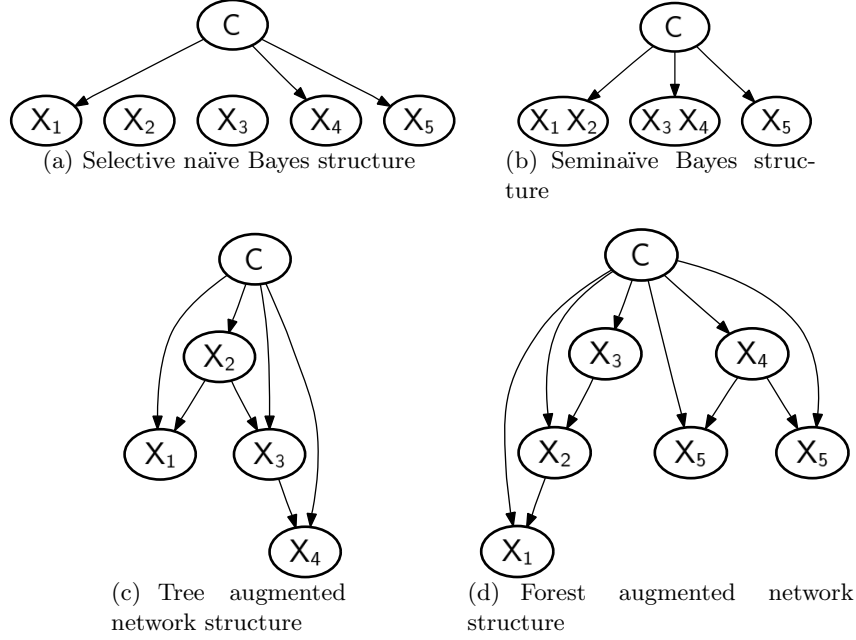 C
X1 X2 X3 X4 X5
(a) Selective naïve Bayes structure
C
X1 X2 X3 X4 X5
(b) Seminaïve Bayes struc-
ture
C
X2
X1 X3
X4
(c) Tree augmented
network structure
C
X3 X4
X2 X5 X5
X1
(d) Forest augmented network
structure